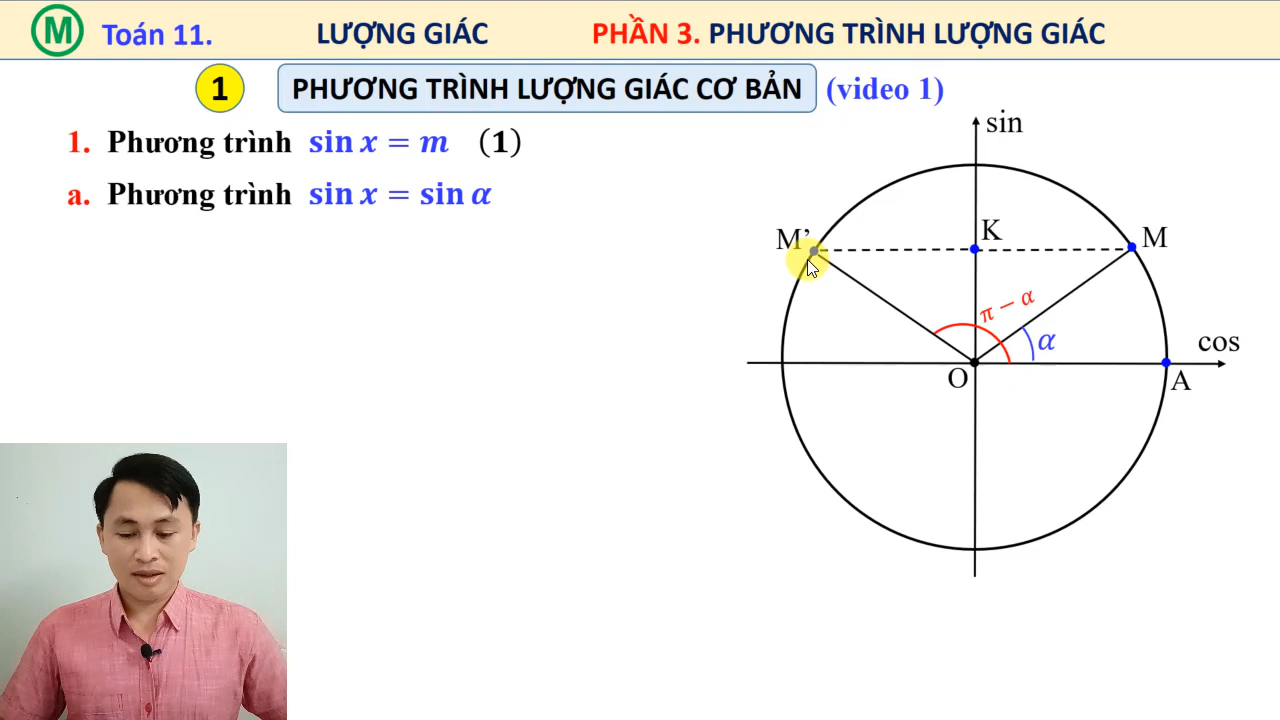 M Toán 11. LƯỢNG GIÁC PHẦN 3. PHƯƠNG TRÌNH LƯỢNG GIÁC
1 PHƯƠNG TRÌNH LƯỢNG GIÁC CƠ BẢN (video 1)
1. Phương trình sin x = m (1)
a. Phương trình sin x = sin α
sin
M’
K
M
π − α
α
cos
O
A